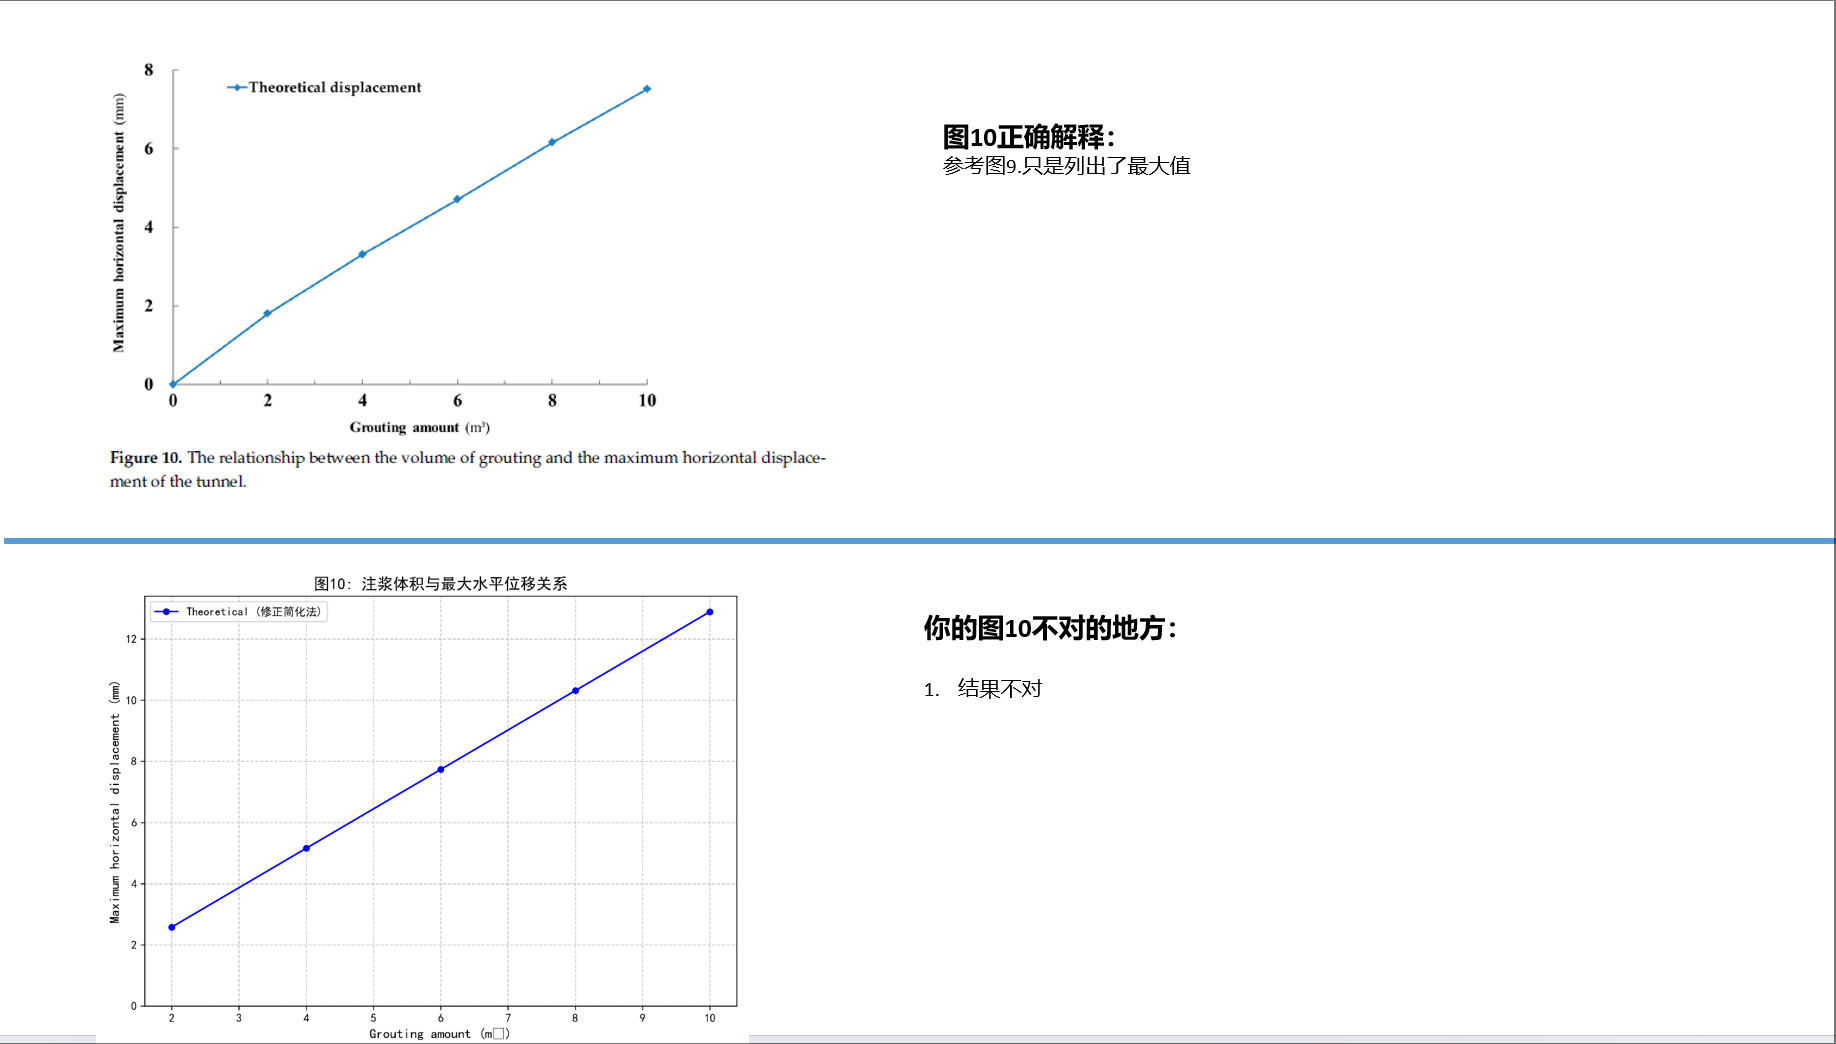 8
Theoretical displacement
6
4
2
0
Maximum horizontal displacement (mm)
0 2 4 6 8 10
Grouting amount (m³)
Figure 10. The relationship between the volume of grouting and the maximum horizontal displace-
ment of the tunnel.
图10正确解释：
参考图9.只是列出了最大值
图10: 注浆体积与最大水平位移关系
Theoretical (修正简化法)
12
10
8
6
4
2
0
Maximum horizontal displacement (mm)
2 3 4 5 6 7 8 9 10
Grouting amount (m□)
你的图10不对的地方：
1. 结果不对